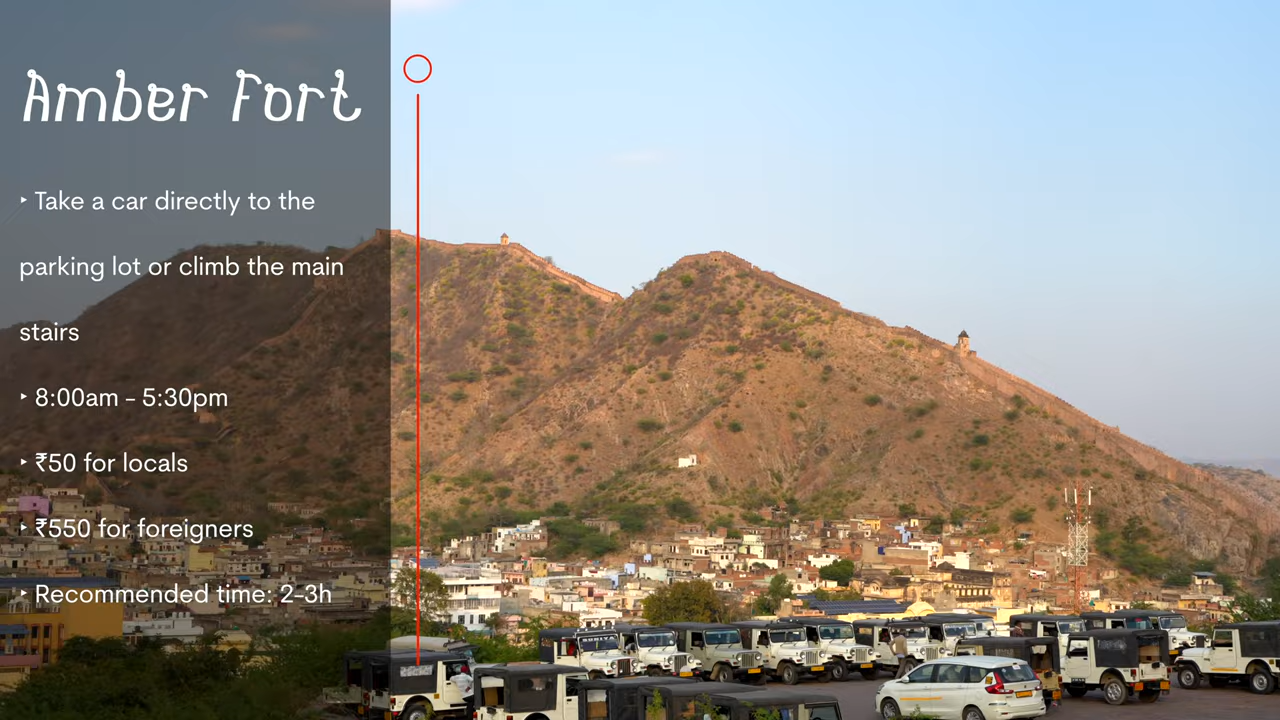 Amber Fort
‣ Take a car directly to the
parking lot or climb the main
stairs
‣ 8:00am - 5:30pm
‣ ₹50 for locals
‣ ₹550 for foreigners
‣ Recommended time: 2-3h